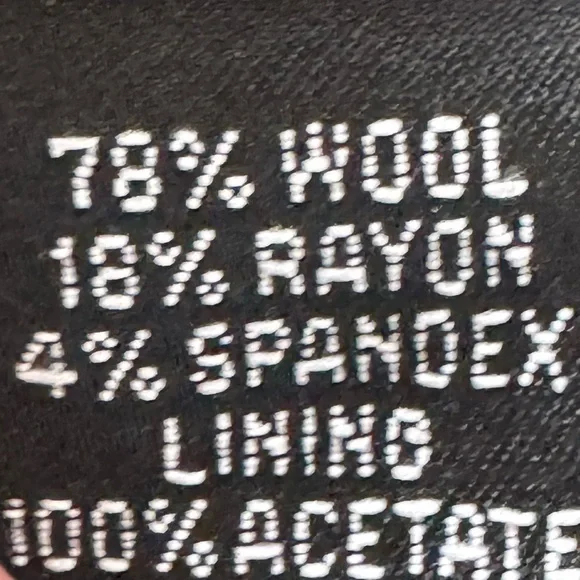 78% WOOL
18% RAYON
4% SPANDEX
LINING
100% ACETATE